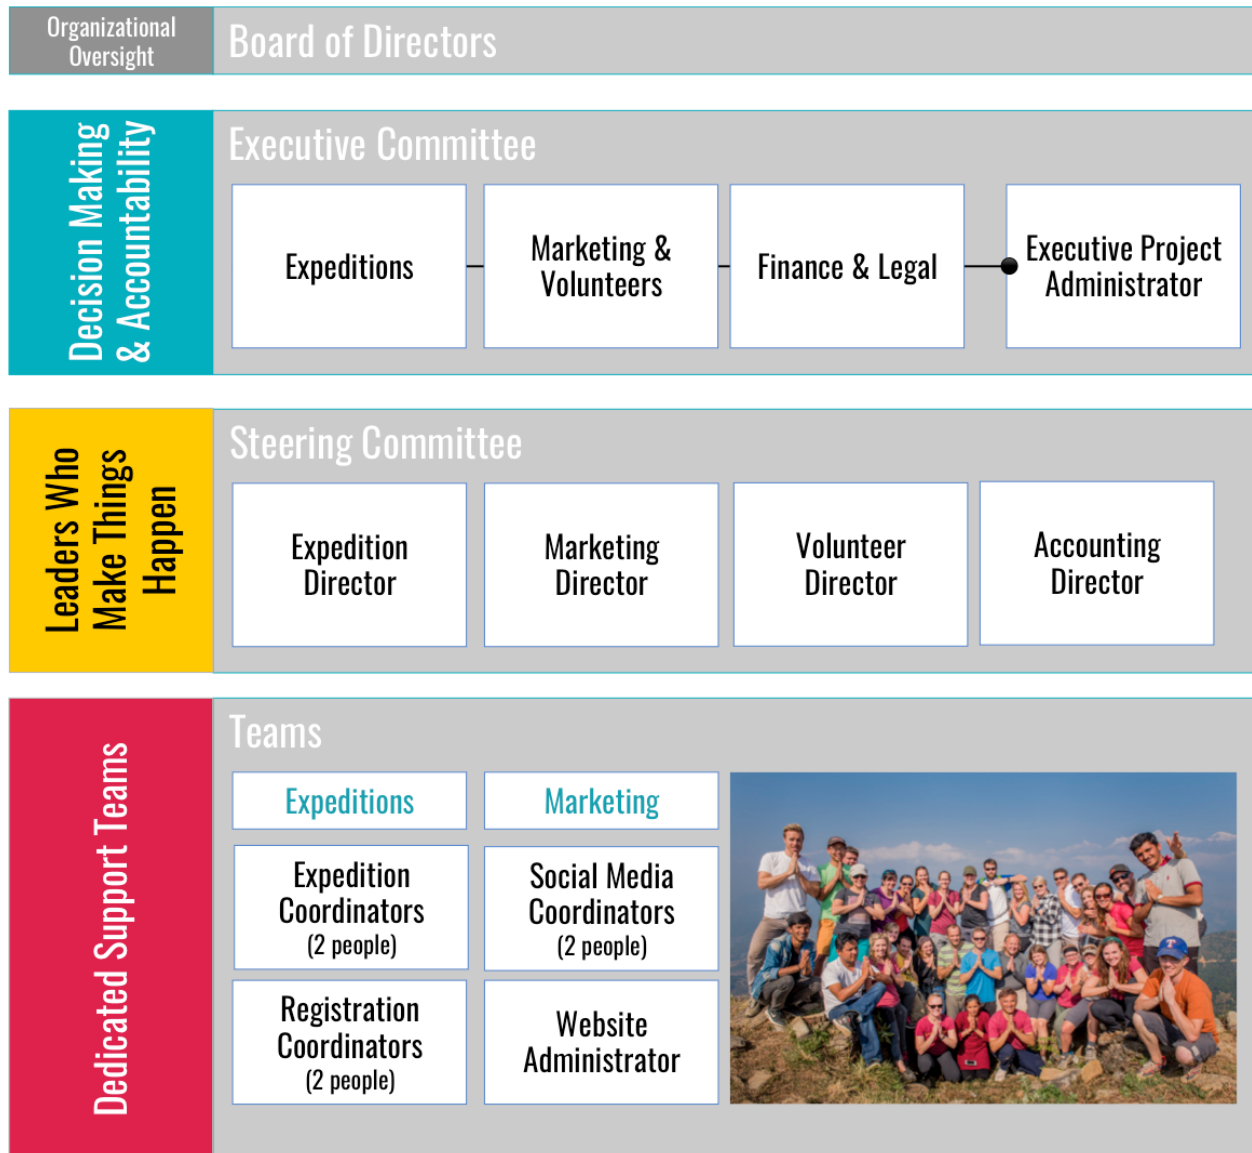 Organizational
Oversight
Board of Directors
Decision Making
& Accountability
Executive Committee
Expeditions
Marketing &
Volunteers
Finance & Legal
Executive Project
Administrator
Leaders Who
Make Things
Happen
Steering Committee
Expedition
Director
Marketing
Director
Volunteer
Director
Accounting
Director
Dedicated Support Teams
Teams
Expeditions
Marketing
Expedition
Coordinators
(2 people)
Social Media
Coordinators
(2 people)
Registration
Coordinators
(2 people)
Website
Administrator
T